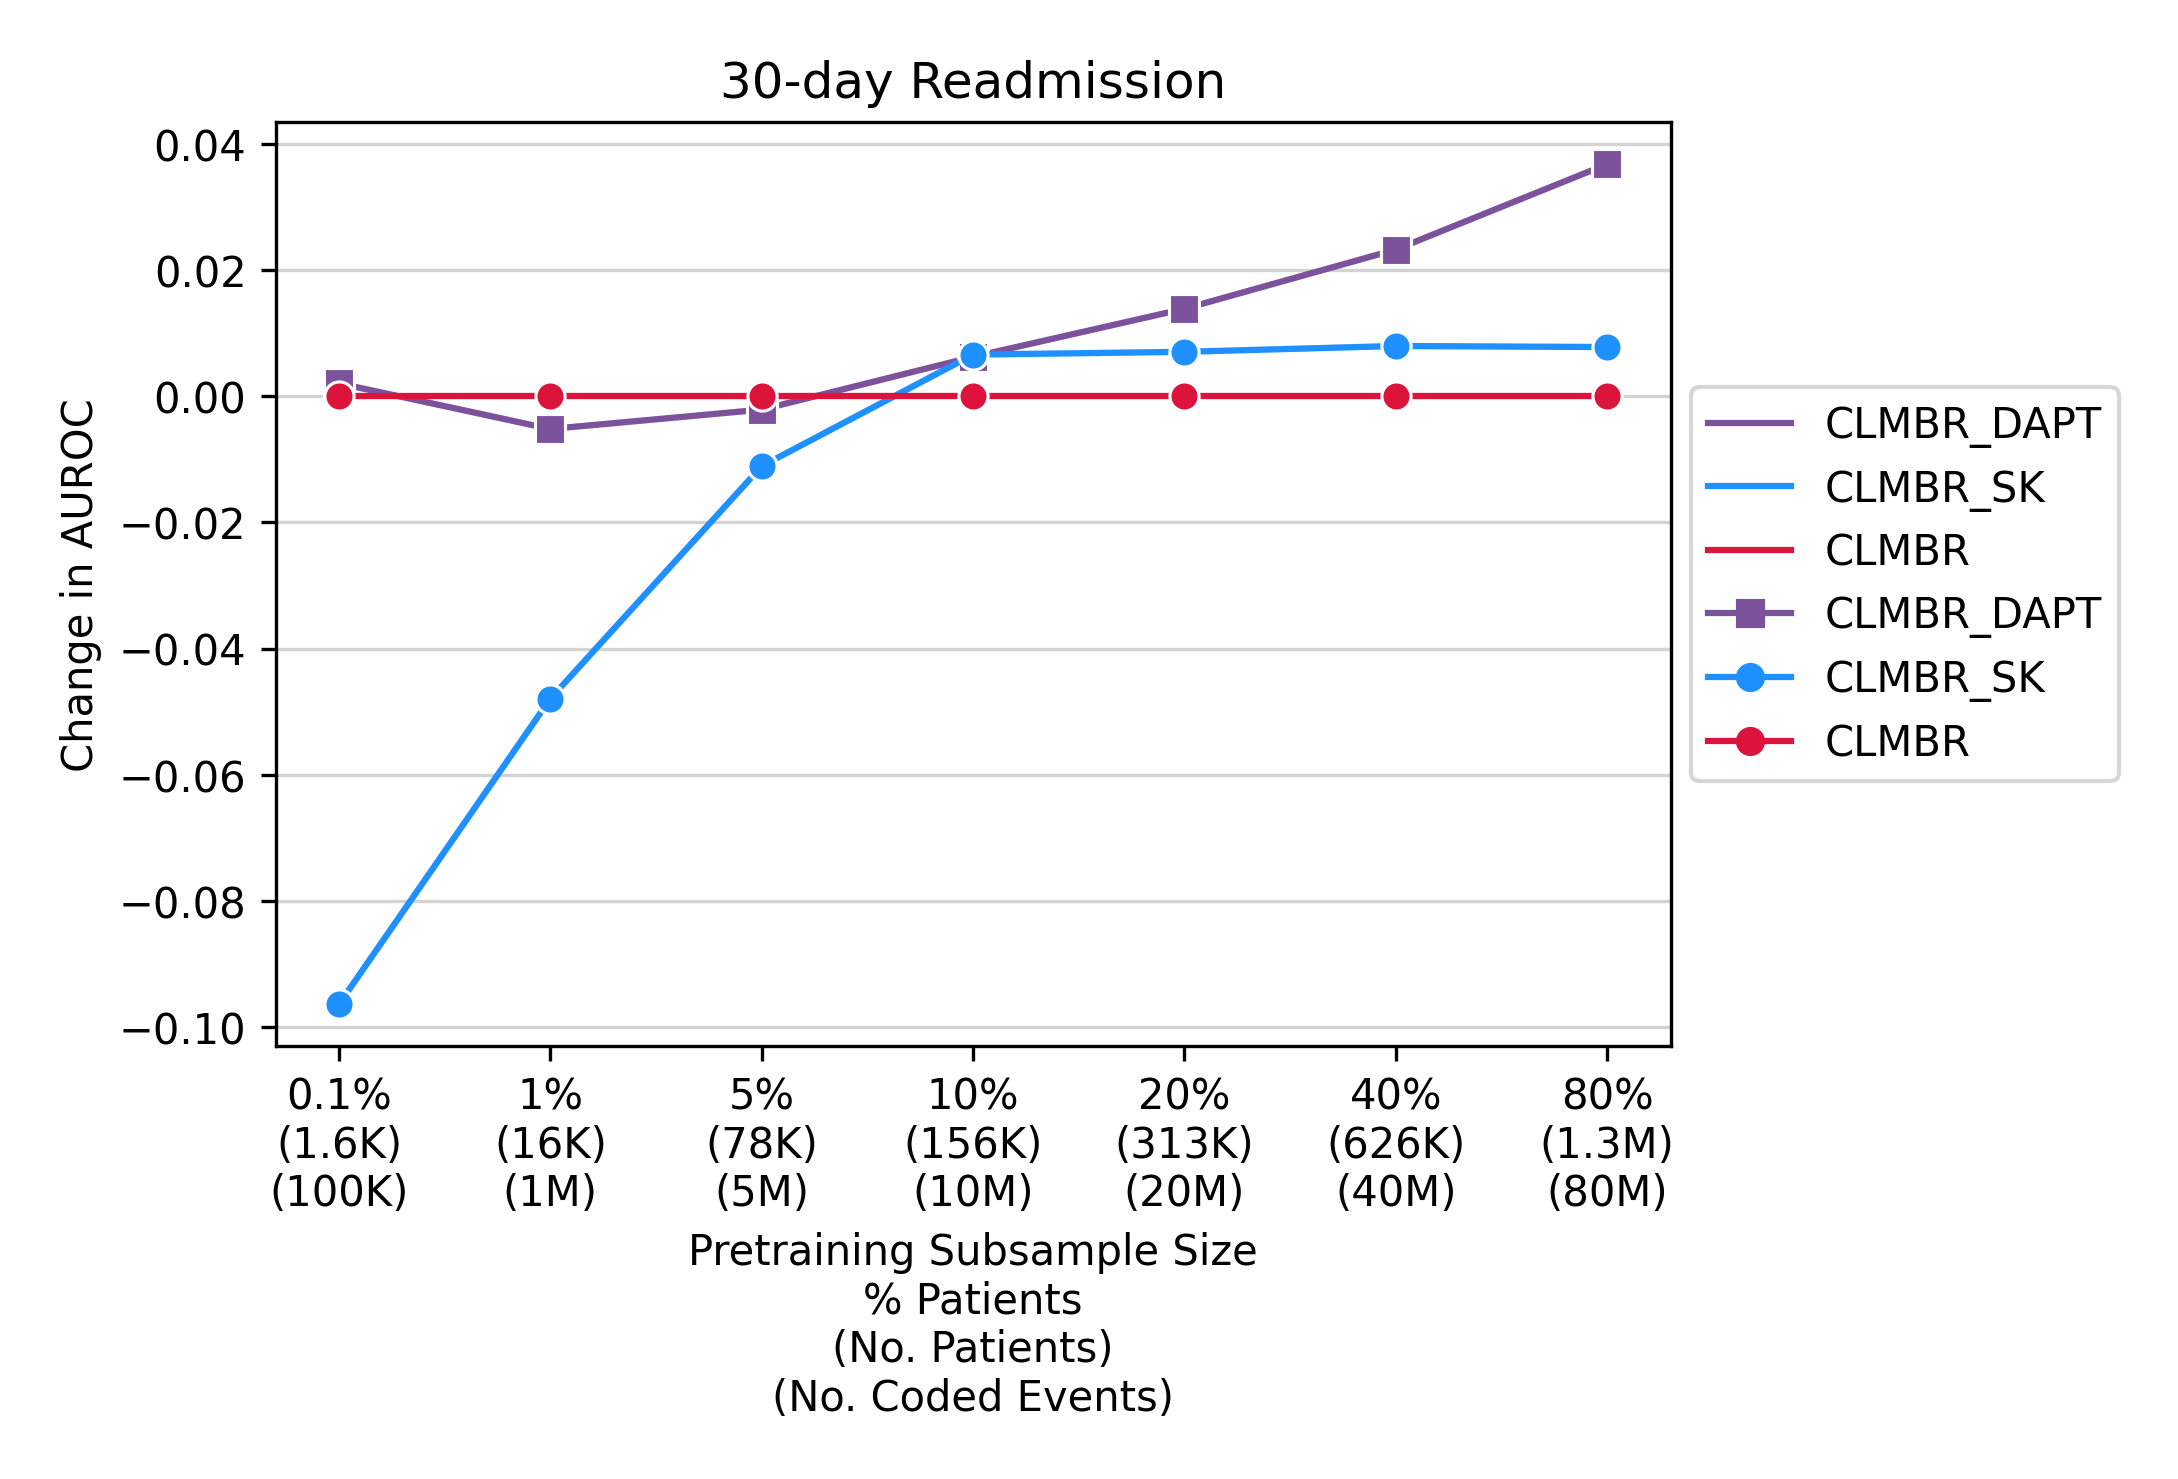 30-day Readmission
0.04
0.02
0.00
−0.02
−0.04
−0.06
−0.08
−0.10
Change in AUROC
0.1% 1% 5% 10% 20% 40% 80%
(1.6K) (16K) (78K) (156K) (313K) (626K) (1.3M)
(100K) (1M) (5M) (10M) (20M) (40M) (80M)
Pretraining Subsample Size
% Patients
(No. Patients)
(No. Coded Events)
CLMBR_DAPT
CLMBR_SK
CLMBR
CLMBR_DAPT
CLMBR_SK
CLMBR